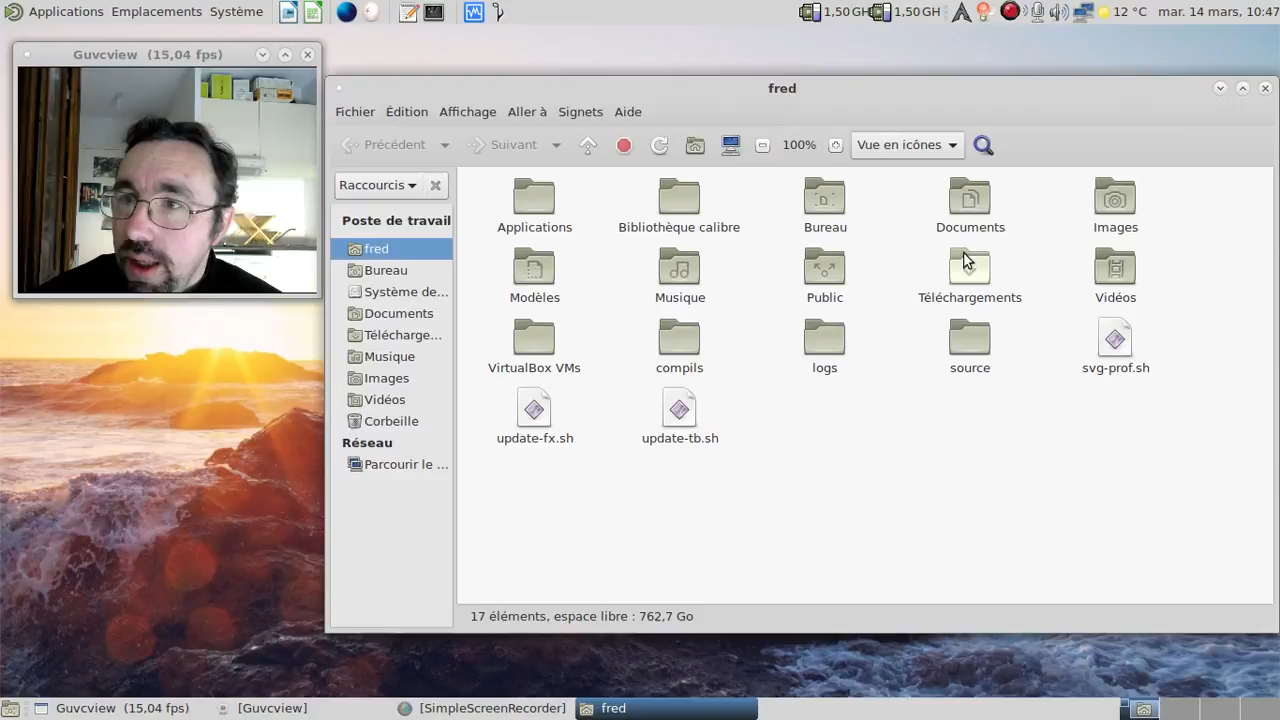 Applications Emplacements Système 1,50 GH 1,50 GH 12 °C mar. 14 mars, 10:47
Guvcview (15,04 fps)
fred
Fichier Édition Affichage Aller à Signets Aide
Précédent Suivant 100% Vue en icônes
Raccourcis
Poste de travail
fred
Bureau
Système de...
Documents
Télécharge...
Musique
Images
Vidéos
Corbeille
Réseau
Parcourir le ...
Applications Bibliothèque calibre Bureau Documents Images
Modèles Musique Public Téléchargements Vidéos
VirtualBox VMs compils logs source svg-prof.sh
update-fx.sh update-tb.sh
17 éléments, espace libre : 762,7 Go
Guvcview (15,04 fps) [Guvcview] [SimpleScreenRecorder] fred